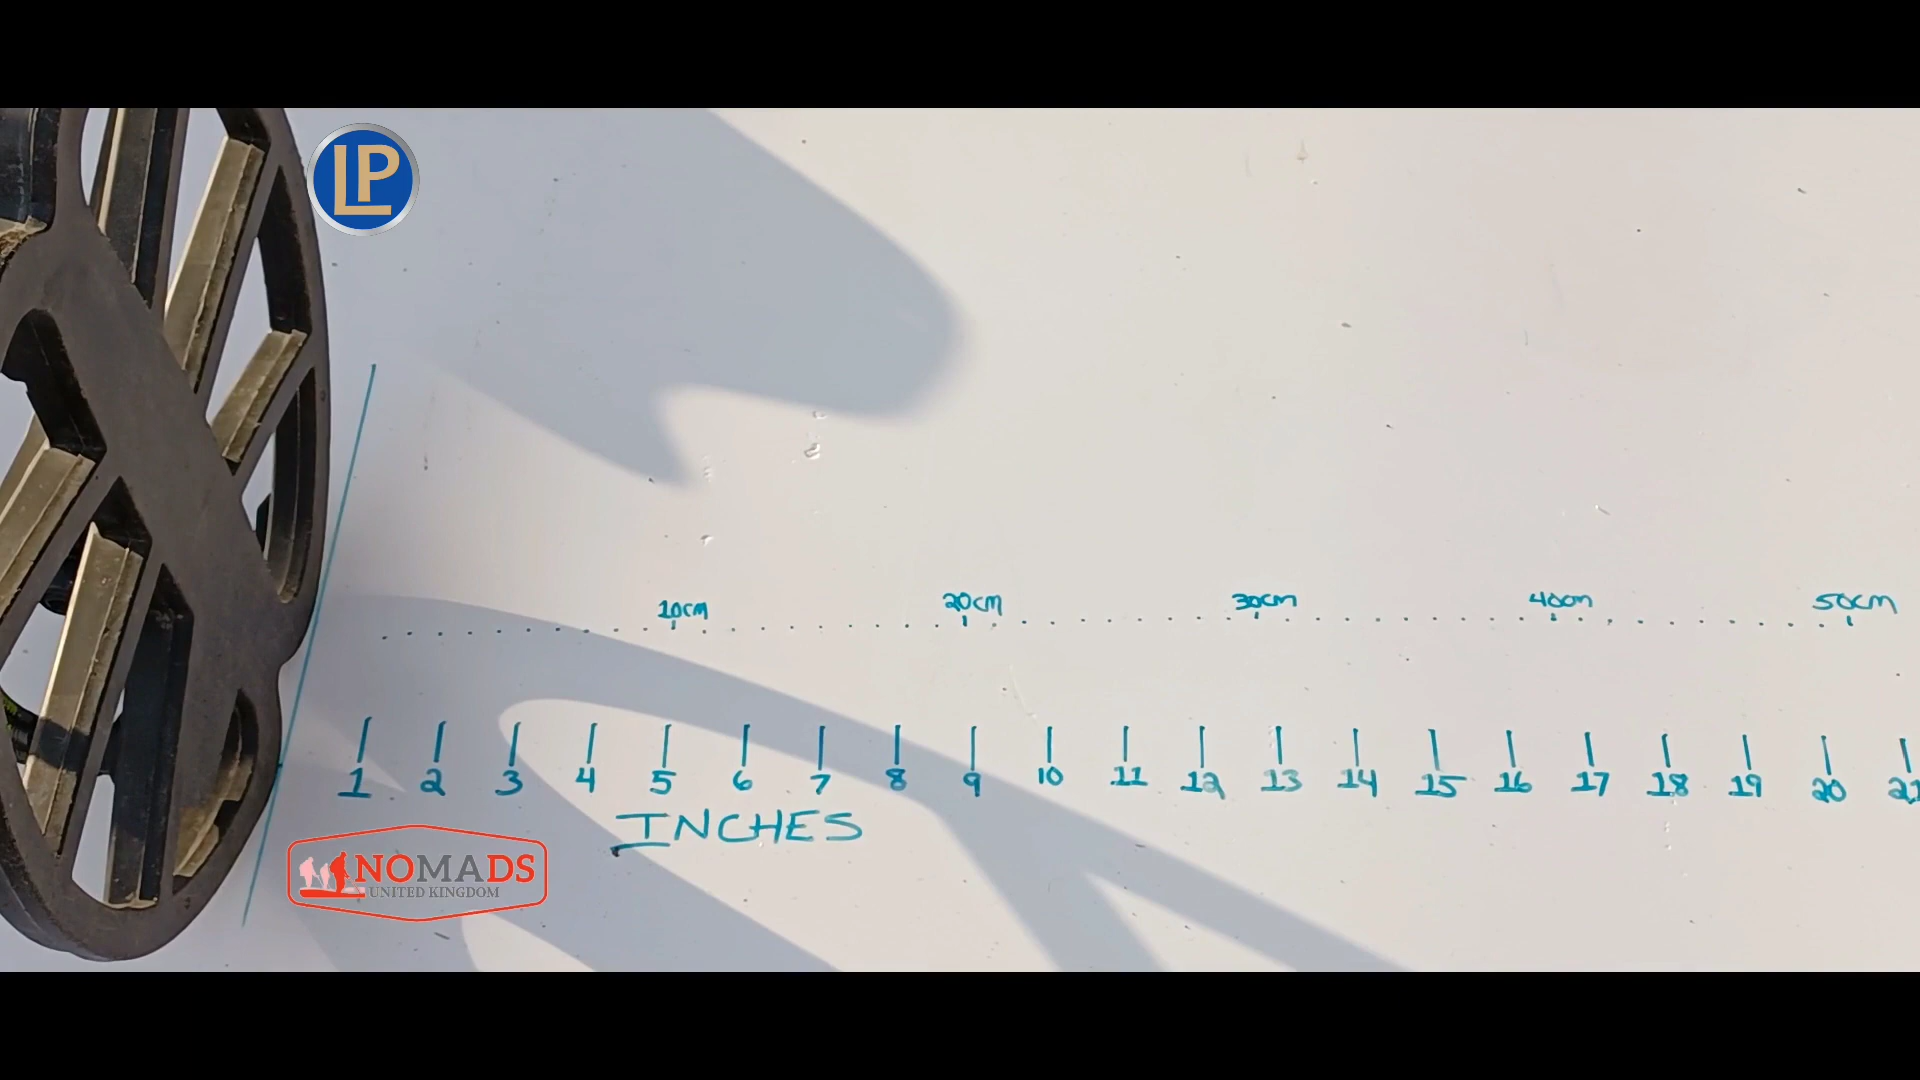 LP
10cm 20cm 30cm 40cm 50cm
1 2 3 4 5 6 7 8 9 10 11 12 13 14 15 16 17 18 19 20 21
INCHES
NOMADS
UNITED KINGDOM